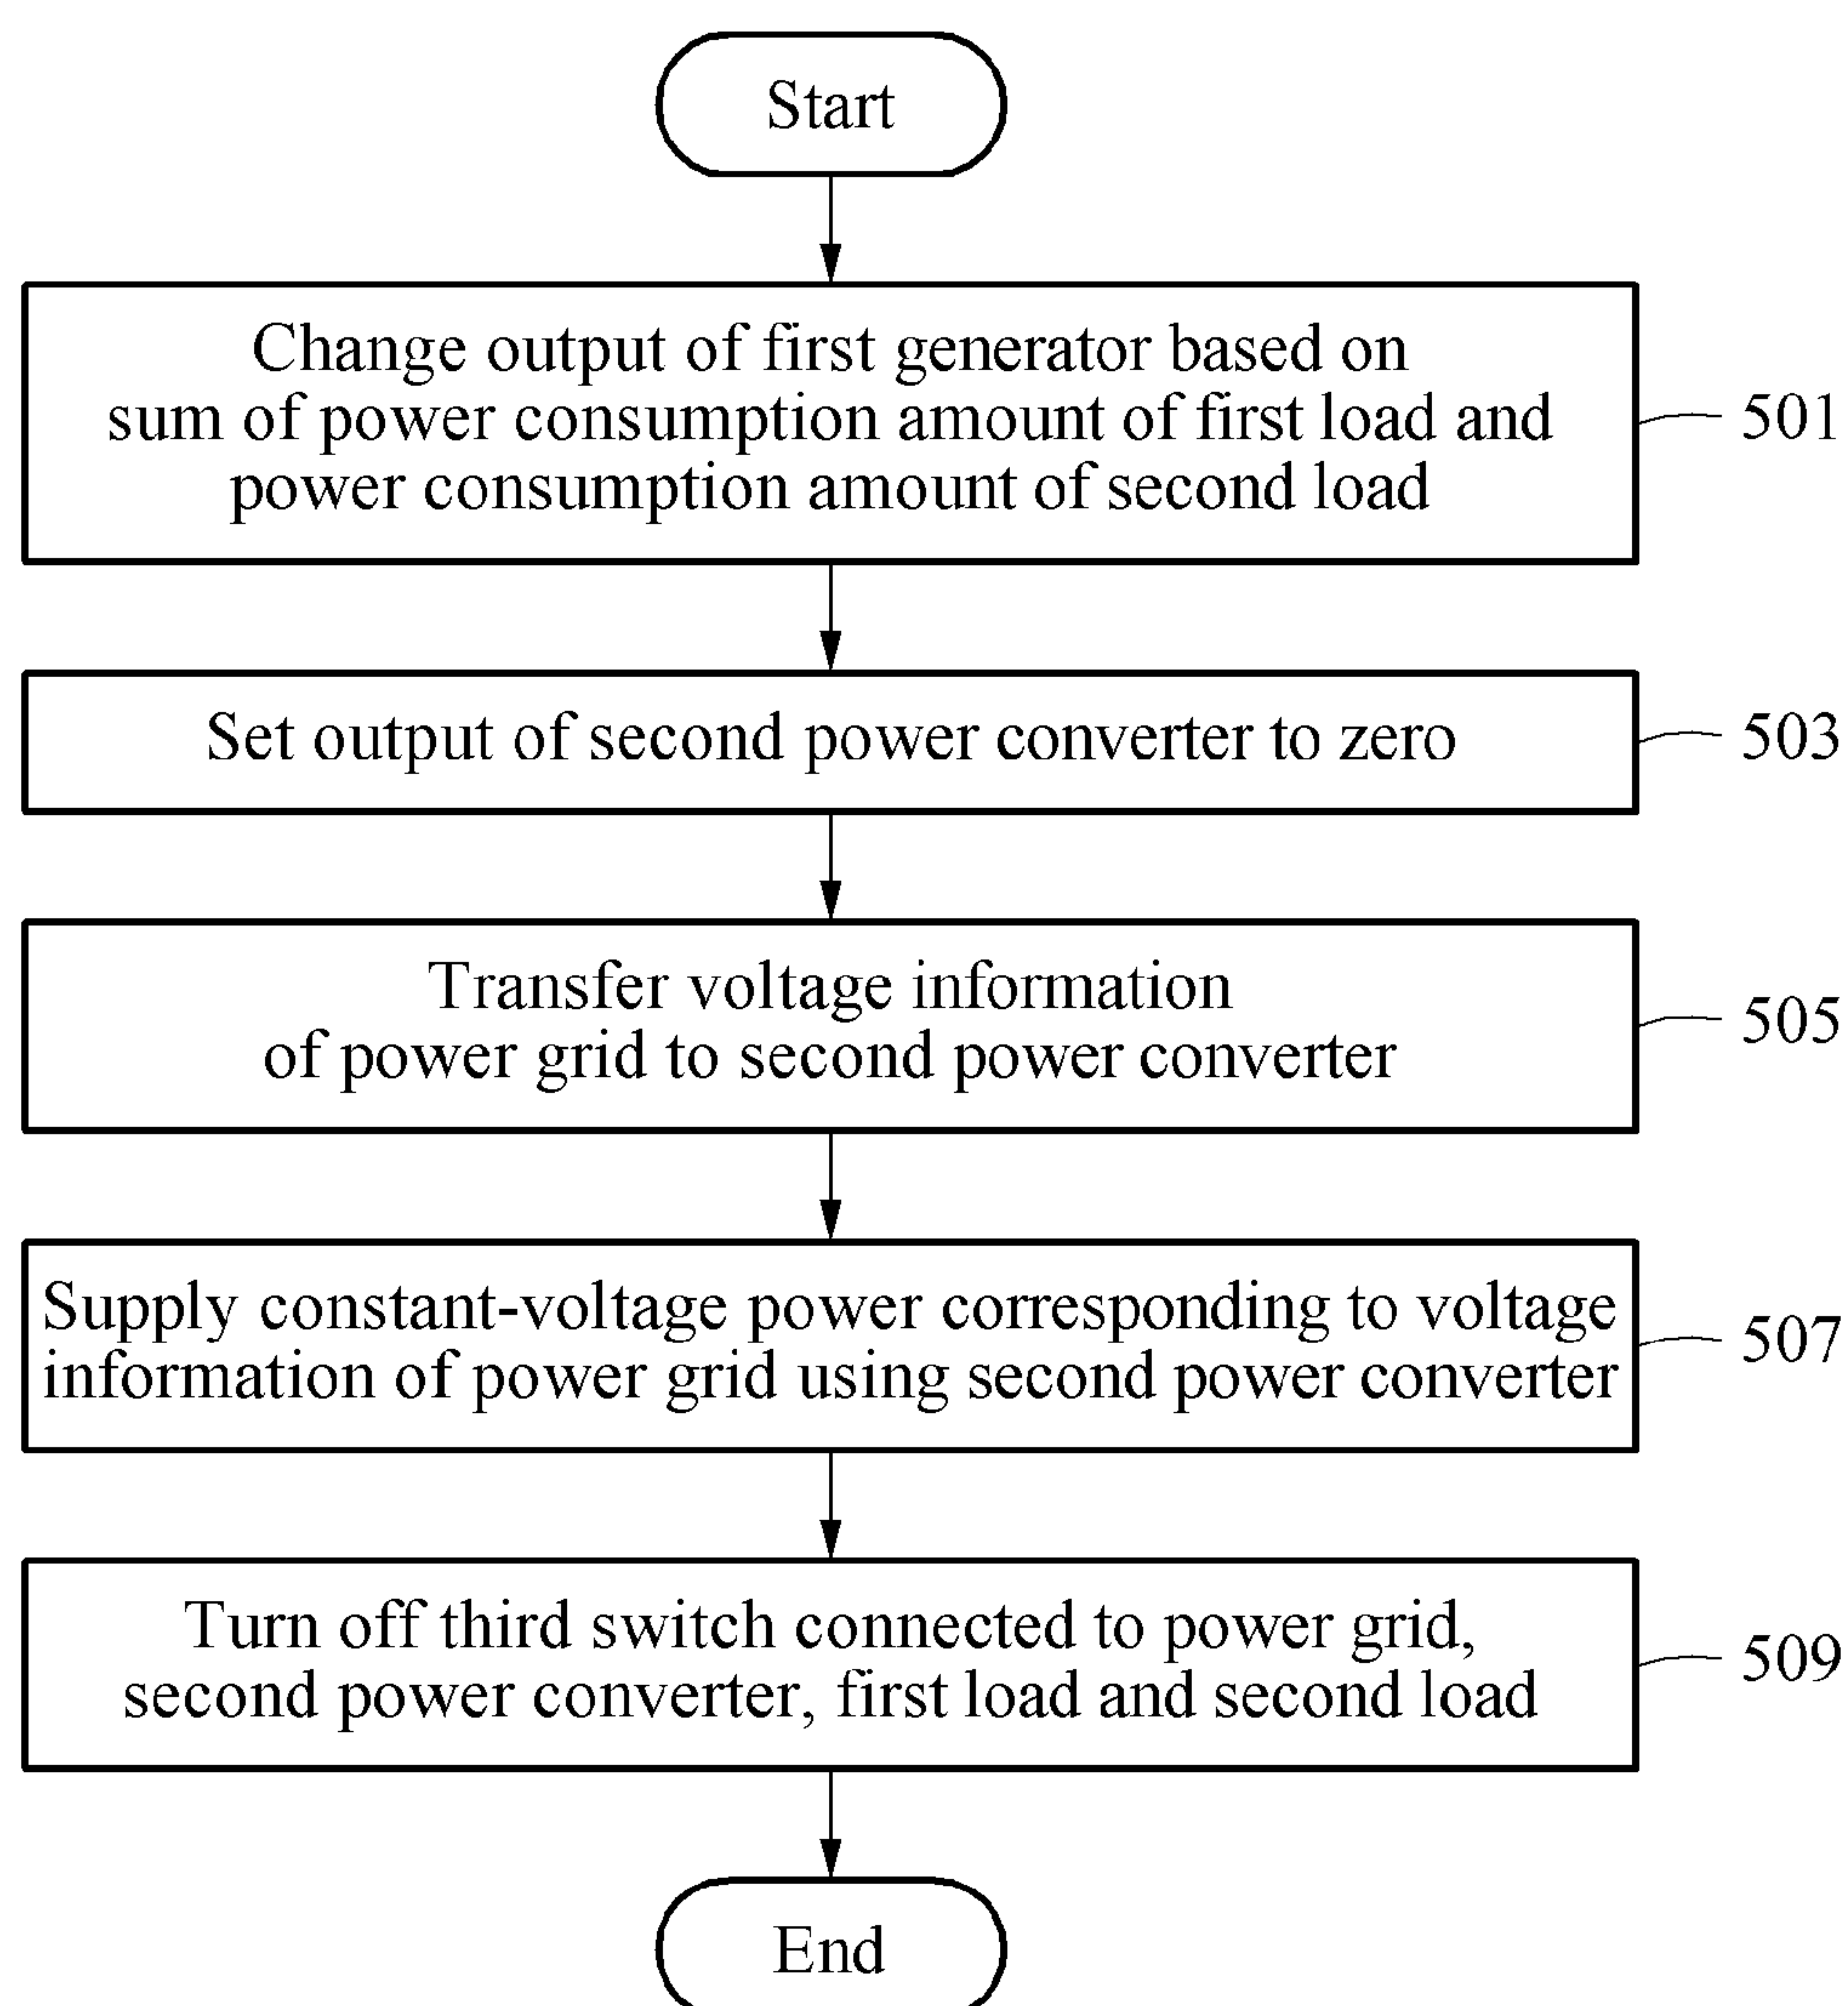 Start
Change output of first generator based on
sum of power consumption amount of first load and
power consumption amount of second load
501
Set output of second power converter to zero
503
Transfer voltage information
of power grid to second power converter
505
Supply constant-voltage power corresponding to voltage
information of power grid using second power converter
507
Turn off third switch connected to power grid,
second power converter, first load and second load
509
End